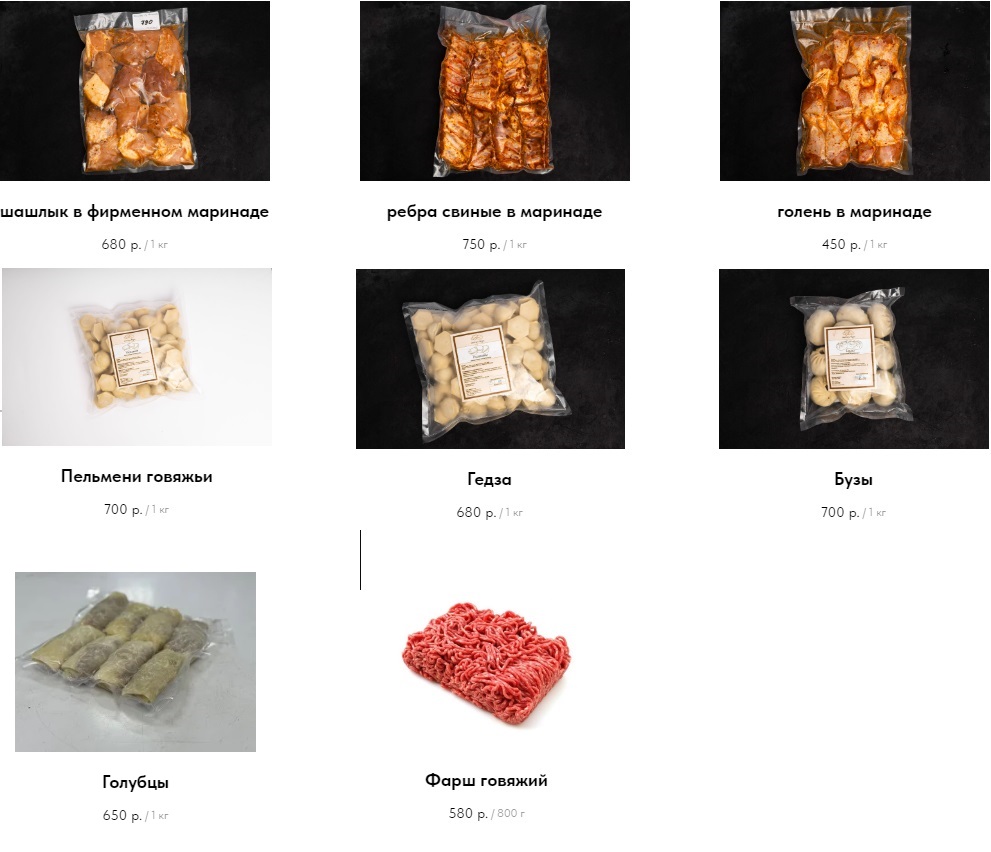 790
шашлык в фирменном маринаде
680 р. / 1 кг
ребра свиные в маринаде
750 р. / 1 кг
голень в маринаде
450 р. / 1 кг
Пельмени говяжьи
700 р. / 1 кг
Гедза
680 р. / 1 кг
Бузы
700 р. / 1 кг
Голубцы
650 р. / 1 кг
Фарш говяжий
580 р. / 800 г